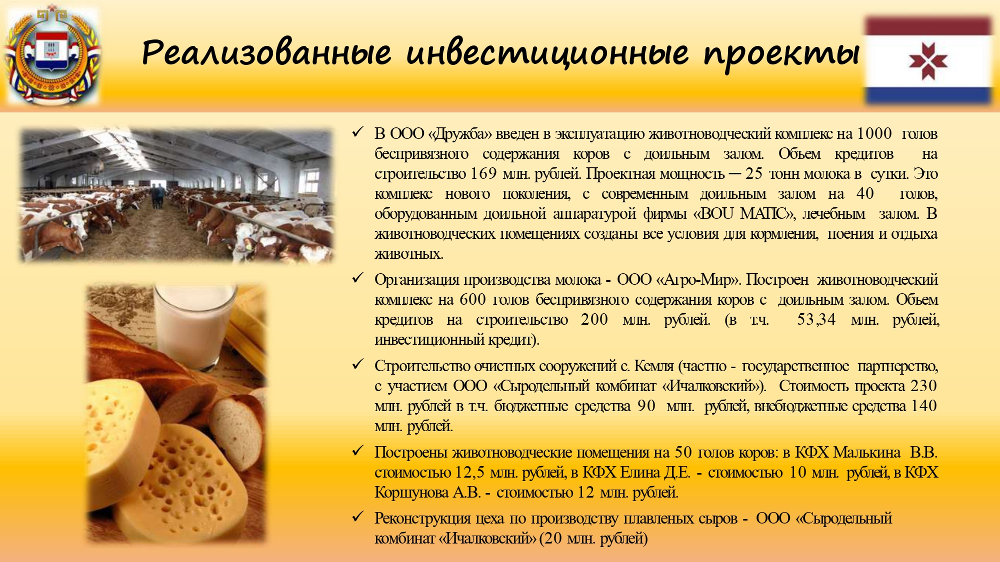 Реализованные инвестиционные проекты
✓ В ООО «Дружба» введен в эксплуатацию животноводческий комплекс на 1000 голов
беспривязного содержания коров с доильным залом. Объем кредитов на
строительство 169 млн. рублей. Проектная мощность — 25 тонн молока в сутки. Это
комплекс нового поколения, с современным доильным залом на 40 голов,
оборудованным доильной аппаратурой фирмы «BOU MATIC», лечебным залом. В
животноводческих помещениях созданы все условия для кормления, поения и отдыха
животных.
✓ Организация производства молока - ООО «Агро-Мир». Построен животноводческий
комплекс на 600 голов беспривязного содержания коров с доильным залом. Объем
кредитов на строительство 200 млн. рублей. (в т.ч. 53,34 млн. рублей,
инвестиционный кредит).
✓ Строительство очистных сооружений с. Кемля (частно - государственное партнерство,
с участием ООО «Сыродельный комбинат «Ичалковский»). Стоимость проекта 230
млн. рублей в т.ч. бюджетные средства 90 млн. рублей, внебюджетные средства 140
млн. рублей.
✓ Построены животноводческие помещения на 50 голов коров: в КФХ Малькина В.В.
стоимостью 12,5 млн. рублей, в КФХ Елина Д.Е. - стоимостью 10 млн. рублей, в КФХ
Коршунова А.В. - стоимостью 12 млн. рублей.
✓ Реконструкция цеха по производству плавленых сыров - ООО «Сыродельный
комбинат «Ичалковский» (20 млн. рублей)